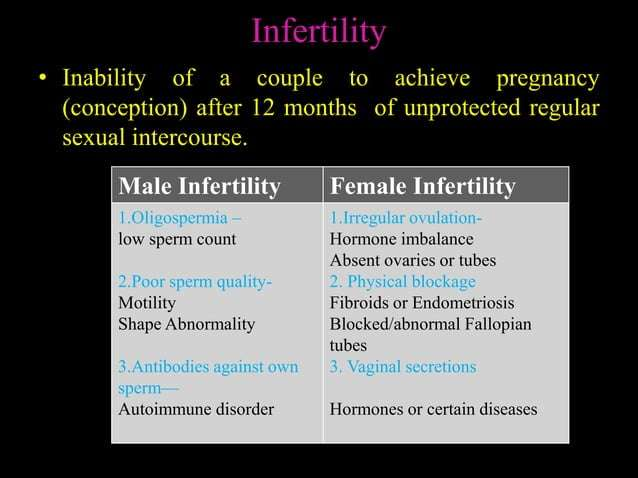 Infertility
• Inability of a couple to achieve pregnancy
(conception) after 12 months of unprotected regular
sexual intercourse.
Male Infertility
1.Oligospermia –
low sperm count
2.Poor sperm quality-
Motility
Shape Abnormality
3.Antibodies against own
sperm—
Autoimmune disorder
Female Infertility
1.Irregular ovulation-
Hormone imbalance
Absent ovaries or tubes
2. Physical blockage
Fibroids or Endometriosis
Blocked/abnormal Fallopian
tubes
3. Vaginal secretions
Hormones or certain diseases